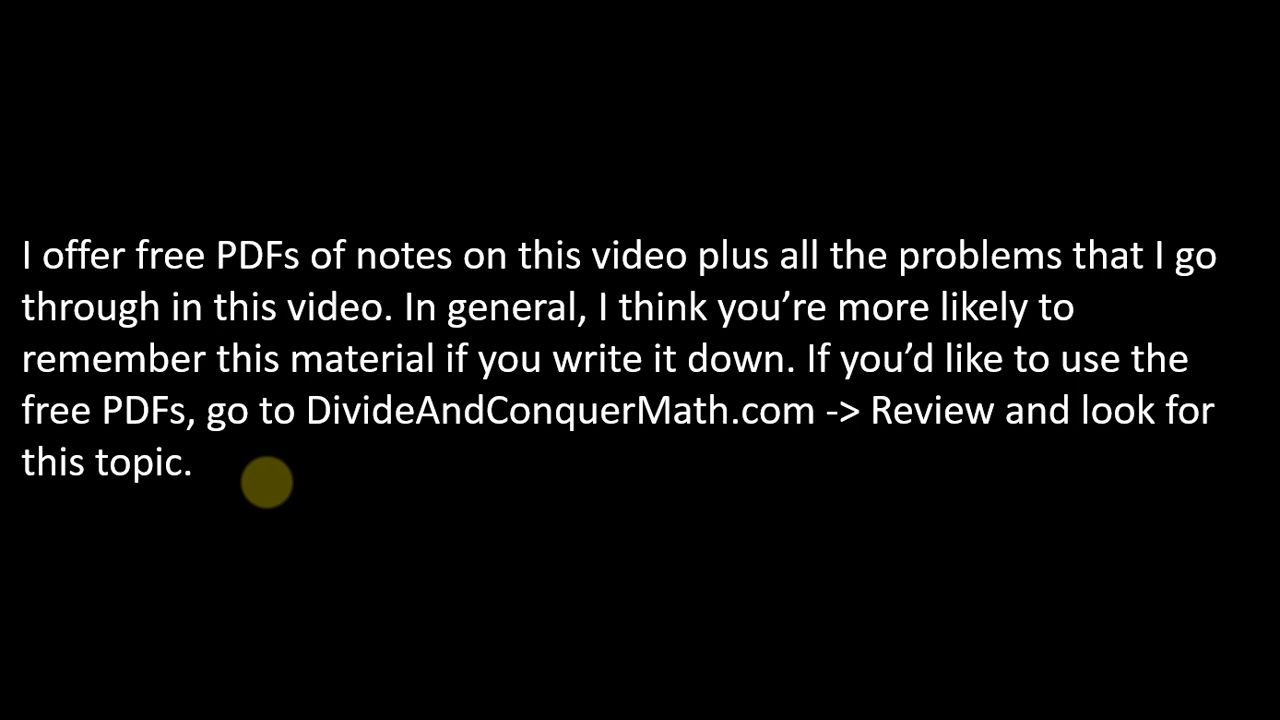 I offer free PDFs of notes on this video plus all the problems that I go
through in this video. In general, I think you’re more likely to
remember this material if you write it down. If you’d like to use the
free PDFs, go to DivideAndConquerMath.com -> Review and look for
this topic.